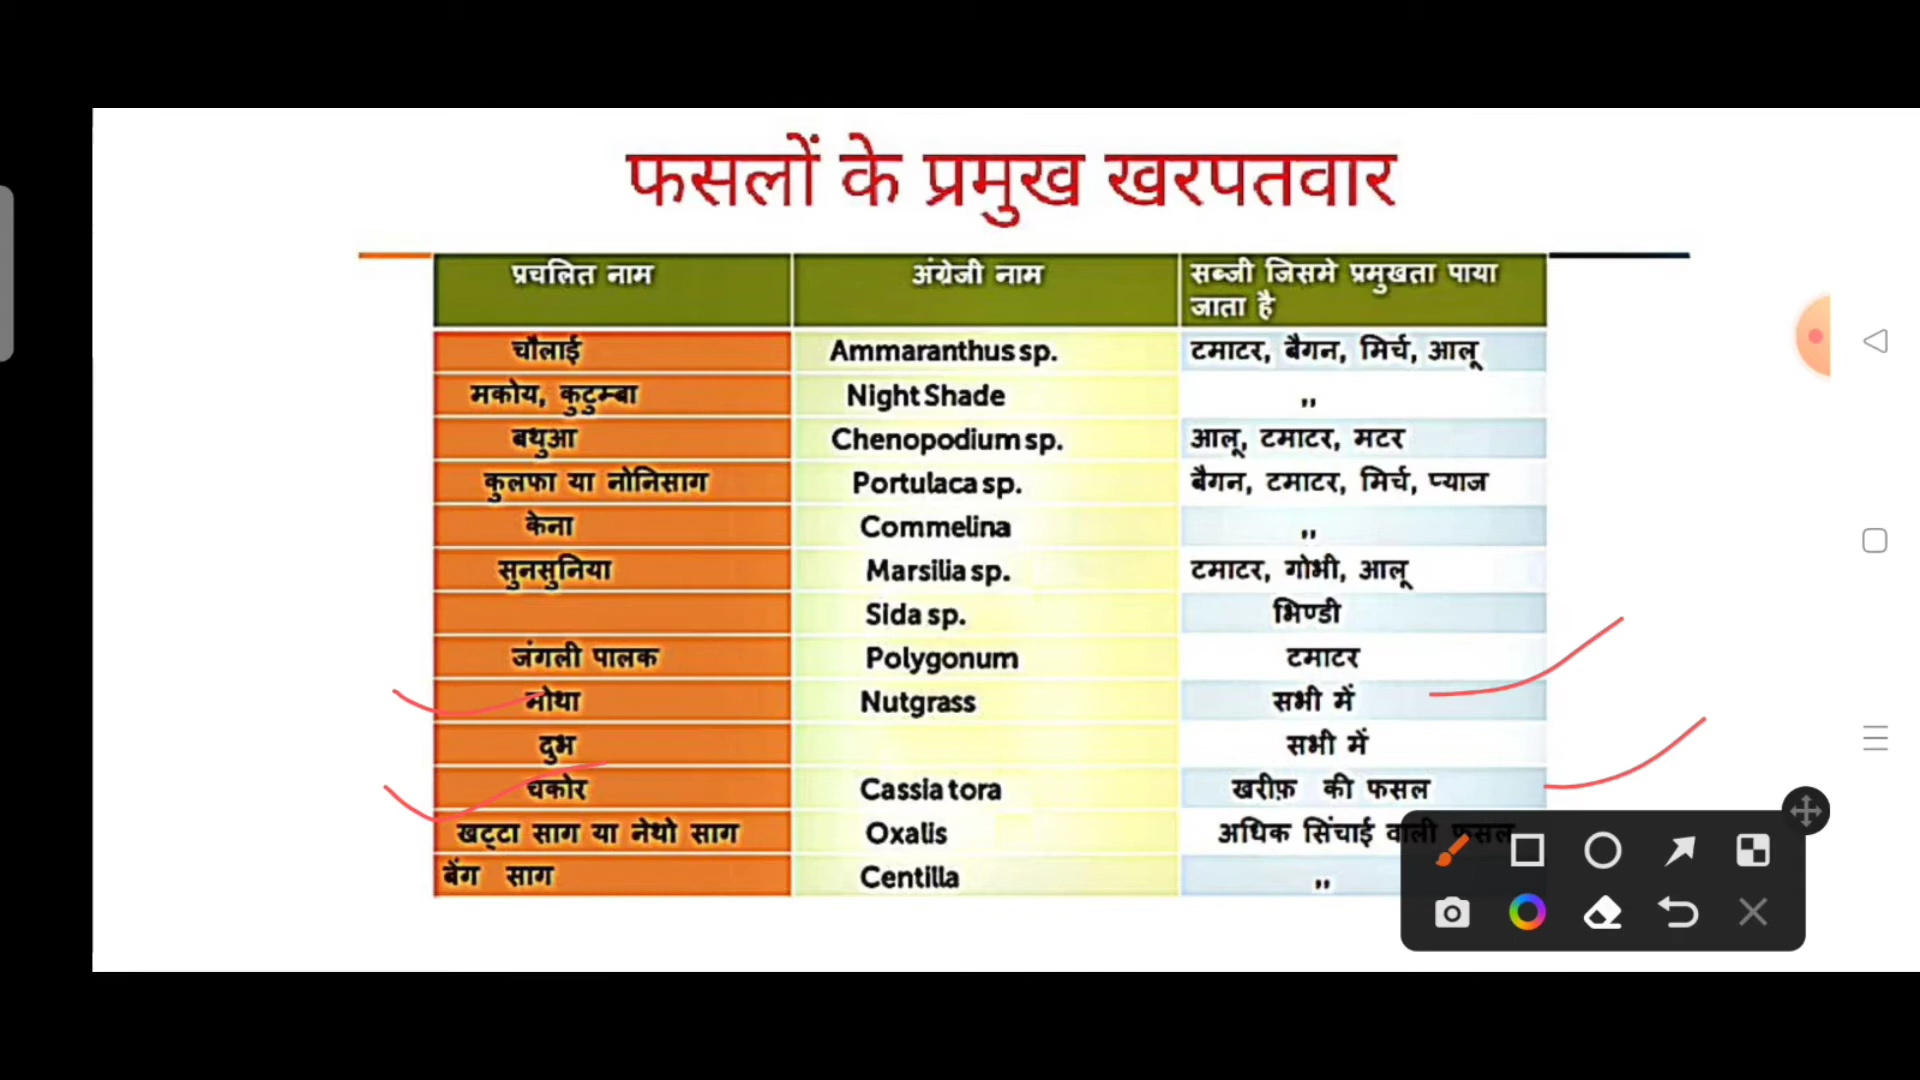 फसलों के प्रमुख खरपतवार
प्रचलित नाम अंग्रेजी नाम सब्जी जिसमे प्रमुखता पाया
जाता है
चौलाई Ammaranthus sp. टमाटर, बैगन, मिर्च, आलू
मकोय, कुटुम्बा Night Shade ,,
बथुआ Chenopodium sp. आलू, टमाटर, मटर
कुलफा या नोनिसाग Portulaca sp. बैगन, टमाटर, मिर्च, प्याज
केना Commelina ,,
सुनसुनिया Marsilia sp. टमाटर, गोभी, आलू
Sida sp. भिण्डी
जंगली पालक Polygonum टमाटर
मोथा Nutgrass सभी में
दुभ सभी में
चकोर Cassia tora खरीफ़ की फसल
खट्टा साग या नेथो साग Oxalis अधिक सिंचाई वाली फसल
बेंग साग Centilla ,,